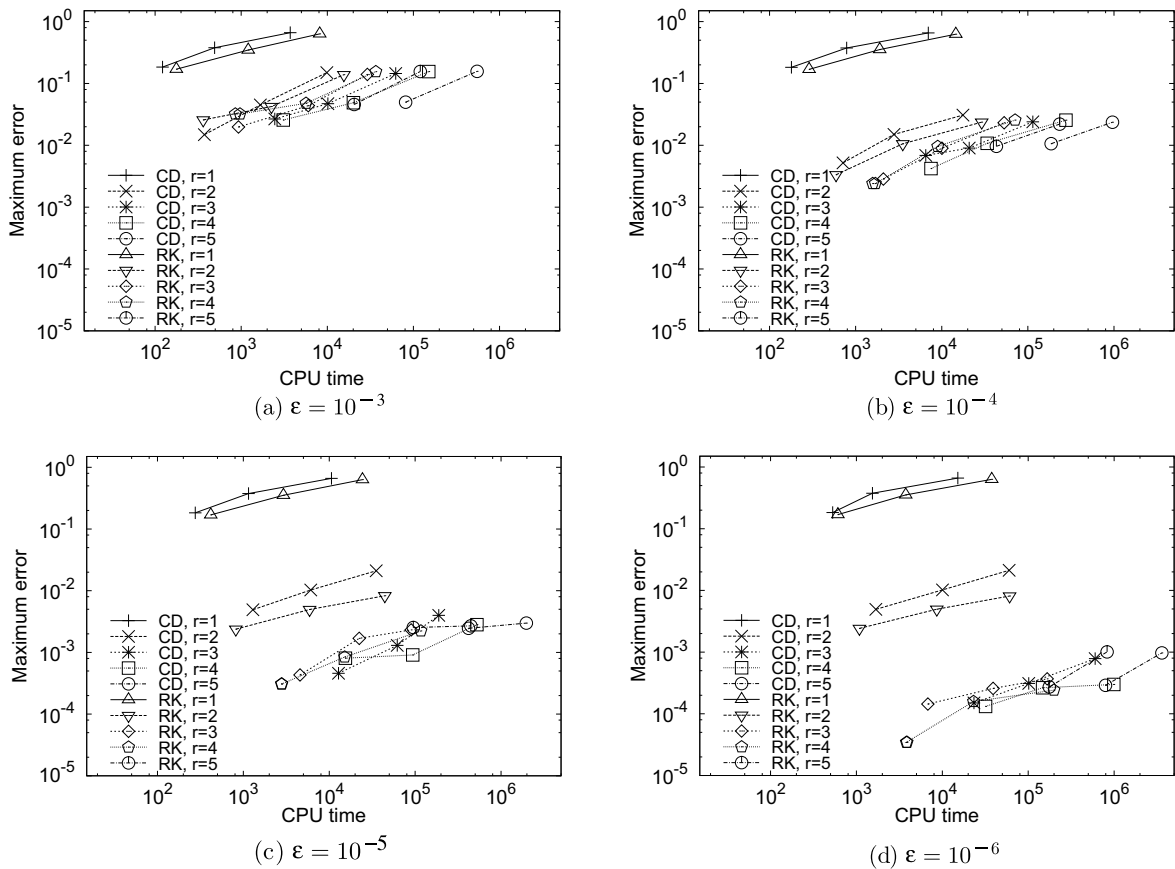 10^0
10^-1
10^-2
10^-3
10^-4
10^-5
Maximum error
CD, r=1
CD, r=2
CD, r=3
CD, r=4
CD, r=5
RK, r=1
RK, r=2
RK, r=3
RK, r=4
RK, r=5
10^2 10^3 10^4 10^5 10^6
CPU time
(a) ε = 10^−3
10^0
10^-1
10^-2
10^-3
10^-4
10^-5
Maximum error
CD, r=1
CD, r=2
CD, r=3
CD, r=4
CD, r=5
RK, r=1
RK, r=2
RK, r=3
RK, r=4
RK, r=5
10^2 10^3 10^4 10^5 10^6
CPU time
(b) ε = 10^−4
10^0
10^-1
10^-2
10^-3
10^-4
10^-5
Maximum error
CD, r=1
CD, r=2
CD, r=3
CD, r=4
CD, r=5
RK, r=1
RK, r=2
RK, r=3
RK, r=4
RK, r=5
10^2 10^3 10^4 10^5 10^6
CPU time
(c) ε = 10^−5
10^0
10^-1
10^-2
10^-3
10^-4
10^-5
Maximum error
CD, r=1
CD, r=2
CD, r=3
CD, r=4
CD, r=5
RK, r=1
RK, r=2
RK, r=3
RK, r=4
RK, r=5
10^2 10^3 10^4 10^5 10^6
CPU time
(d) ε = 10^−6